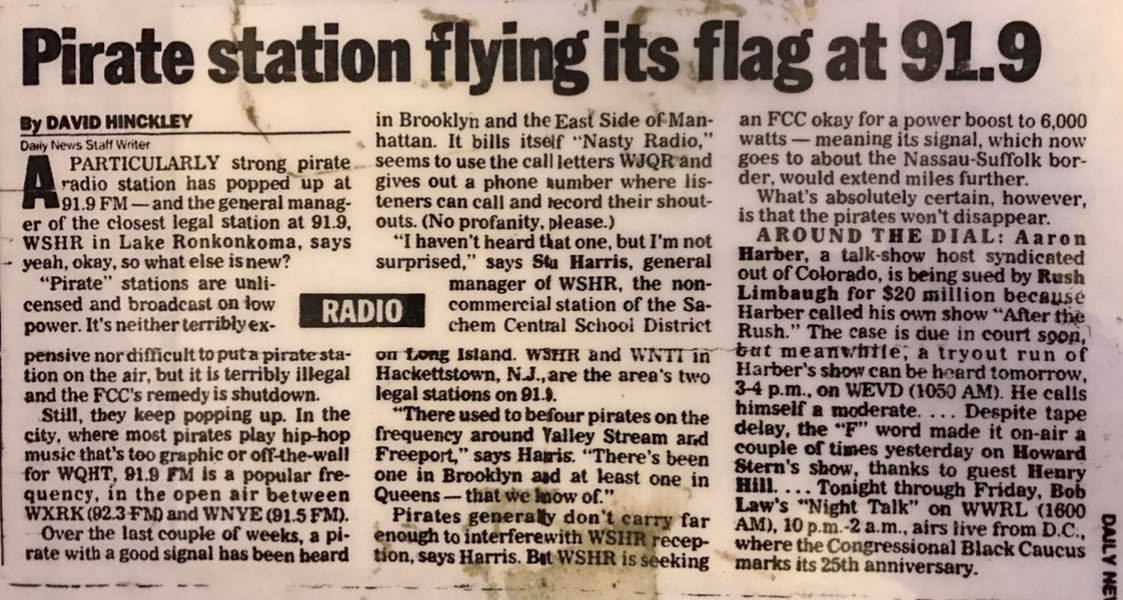 Pirate station flying its flag at 91.9
By DAVID HINCKLEY
Daily News Staff Writer
A PARTICULARLY strong pirate
radio station has popped up at
91.9 FM — and the general manag-
er of the closest legal station at 91.9,
WSHR in Lake Ronkonkoma, says
yeah, okay, so what else is new?
"Pirate" stations are unli-
censed and broadcast on low
power. It's neither terribly ex-
pensive nor difficult to put a pirate sta-
tion on the air, but it is terribly illegal
and the FCC's remedy is shutdown.
Still, they keep popping up. In the
city, where most pirates play hip-hop
music that's too graphic or off-the-wall
for WQHT, 91.9 FM is a popular fre-
quency, in the open air between
WXRK (92.3 FM) and WNYE (91.5 FM).
Over the last couple of weeks, a pi-
rate with a good signal has been heard
RADIO
in Brooklyn and the East Side of Man-
hattan. It bills itself "Nasty Radio,"
seems to use the call letters WJQR and
gives out a phone number where lis-
teners can call and record their shout-
outs. (No profanity, please.)
"I haven't heard that one, but I'm not
surprised," says Stu Harris, general
manager of WSHR, the non-
commercial station of the Sa-
chem Central School District
on Long Island. WSHR and WNTI in
Hackettstown, N.J., are the area's two
legal stations on 91.9.
"There used to be four pirates on the
frequency around Valley Stream and
Freeport," says Harris. "There's been
one in Brooklyn and at least one in
Queens — that we know of."
Pirates generally don't carry far
enough to interfere with WSHR recep-
tion, says Harris. But WSHR is seeking
an FCC okay for a power boost to 6,000
watts — meaning its signal, which now
goes to about the Nassau-Suffolk bor-
der, would extend miles further.
What's absolutely certain, however,
is that the pirates won't disappear.
AROUND THE DIAL: Aaron
Harber, a talk-show host syndicated
out of Colorado, is being sued by Rush
Limbaugh for $20 million because
Harber called his own show "After the
Rush." The case is due in court soon,
but meanwhile, a tryout run of
Harber's show can be heard tomorrow,
3-4 p.m., on WEVD (1050 AM). He calls
himself a moderate. . . . Despite tape
delay, the "F" word made it on-air a
couple of times yesterday on Howard
Stern's show, thanks to guest Henry
Hill. . . . Tonight through Friday, Bob
Law's "Night Talk" on WWRL (1600
AM), 10 p.m.-2 a.m., airs live from D.C.,
where the Congressional Black Caucus
marks its 25th anniversary.
DAILY NE